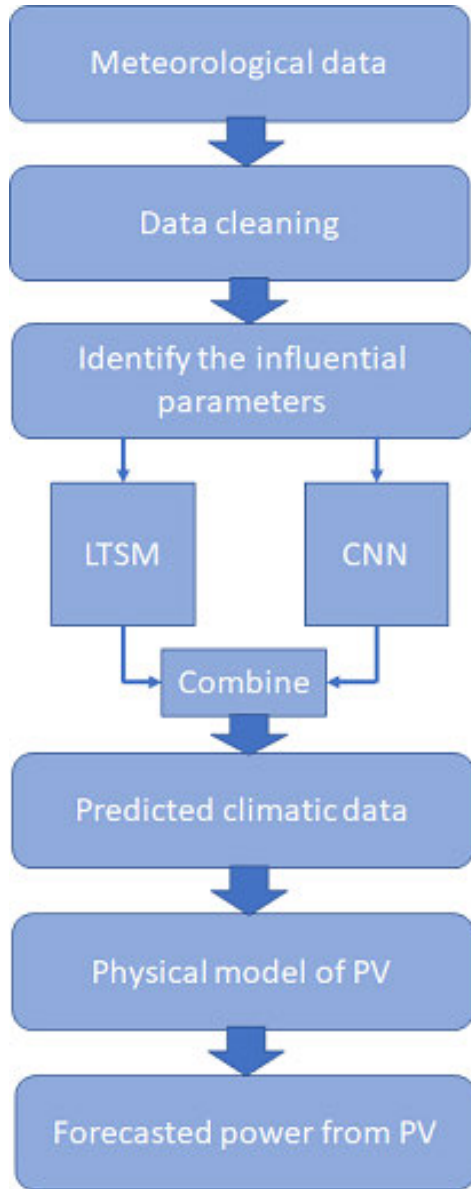 Meteorological data
Data cleaning
Identify the influential
parameters
LTSM
CNN
Combine
Predicted climatic data
Physical model of PV
Forecasted power from PV